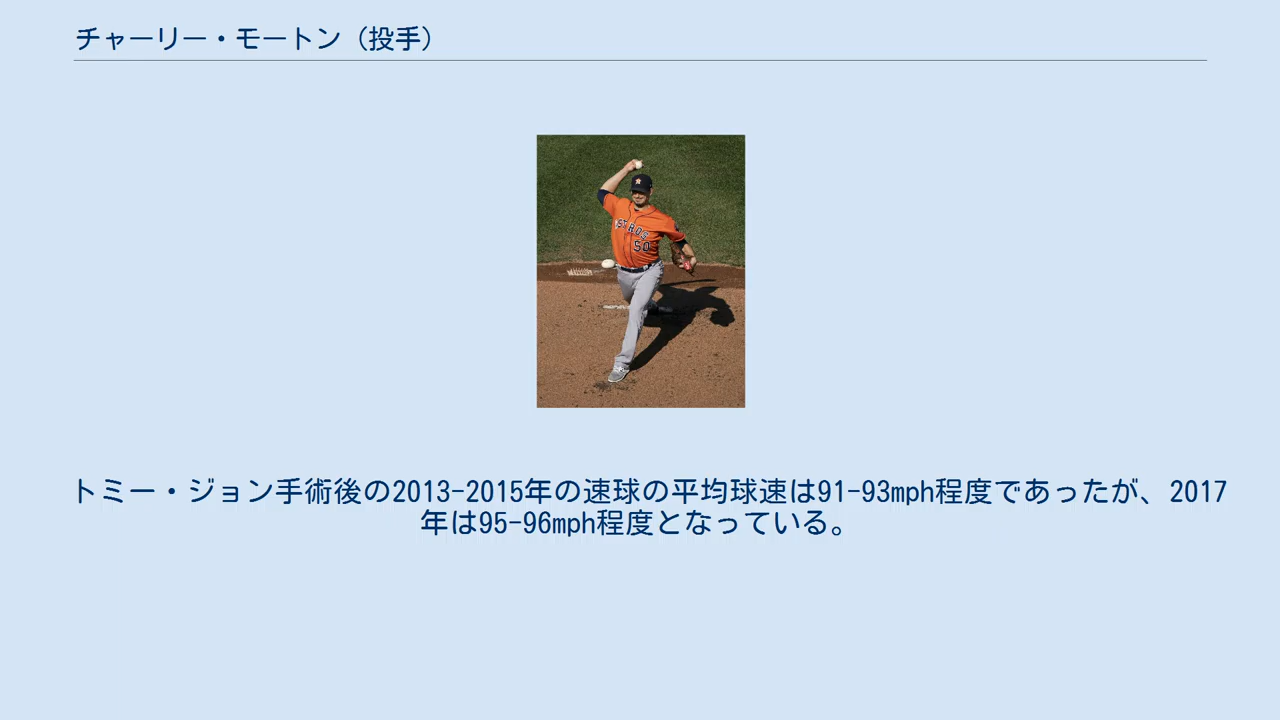 チャーリー・モートン（投手）
ASTROS
50
トミー・ジョン手術後の2013-2015年の速球の平均球速は91-93mph程度であったが、2017
年は95-96mph程度となっている。